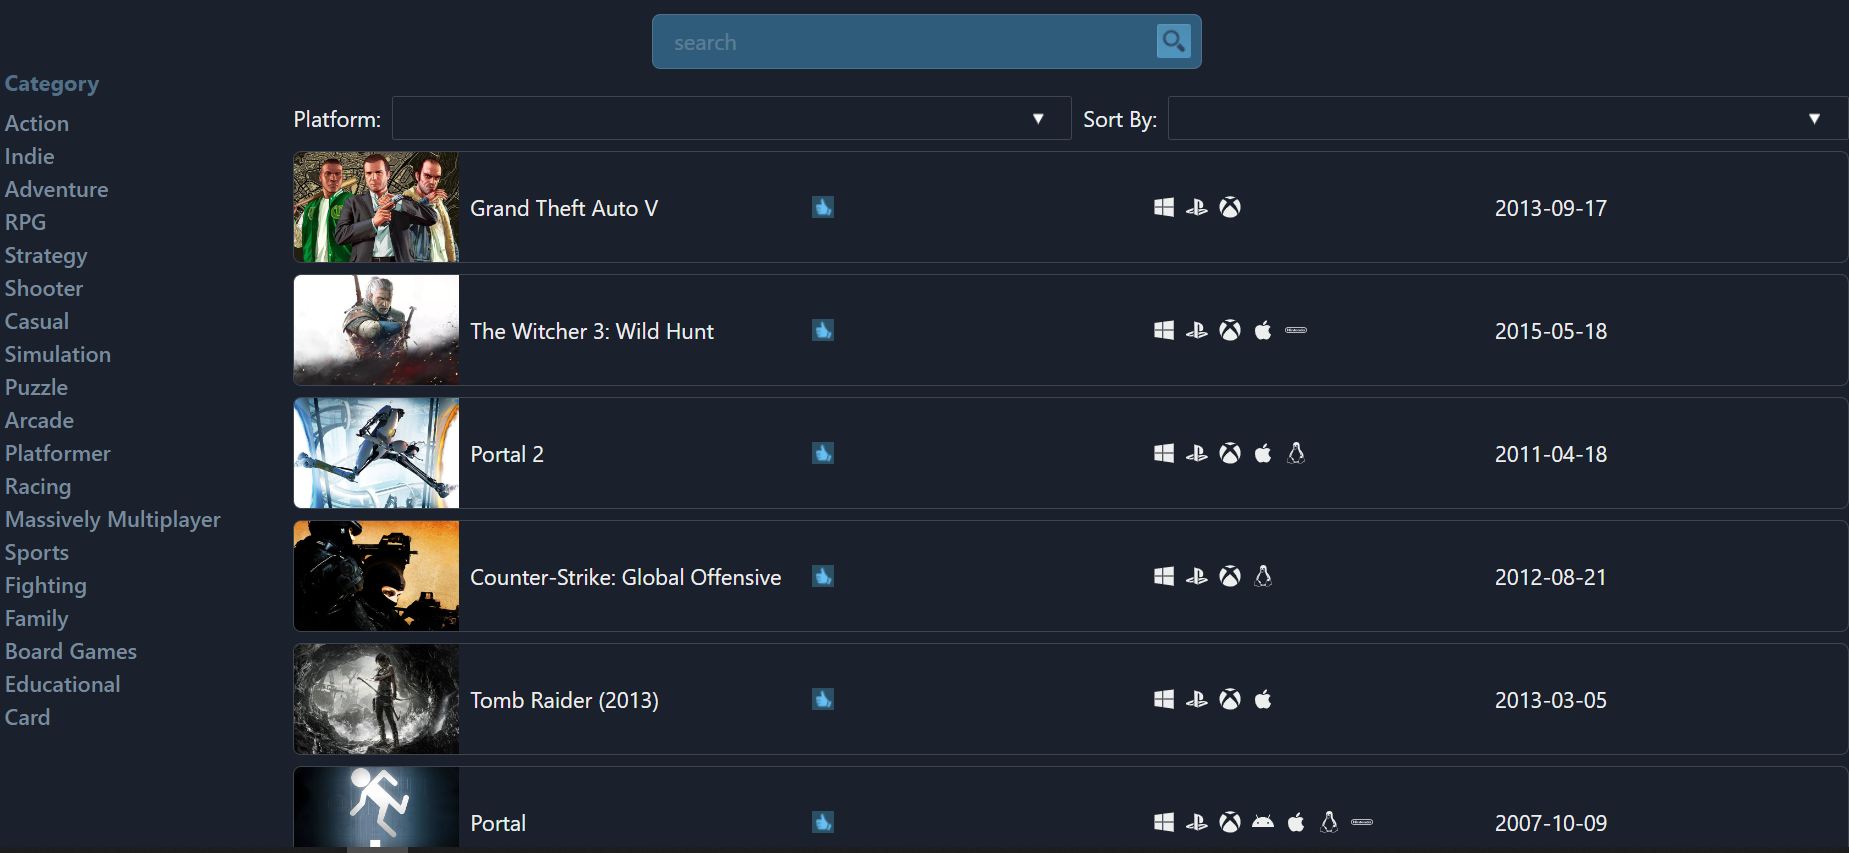 search
Category
Action
Indie
Adventure
RPG
Strategy
Shooter
Casual
Simulation
Puzzle
Arcade
Platformer
Racing
Massively Multiplayer
Sports
Fighting
Family
Board Games
Educational
Card
Platform: ▼ Sort By: ▼
Grand Theft Auto V 2013-09-17
The Witcher 3: Wild Hunt Nintendo 2015-05-18
Portal 2 2011-04-18
Counter-Strike: Global Offensive 2012-08-21
Tomb Raider (2013) 2013-03-05
Portal Nintendo 2007-10-09